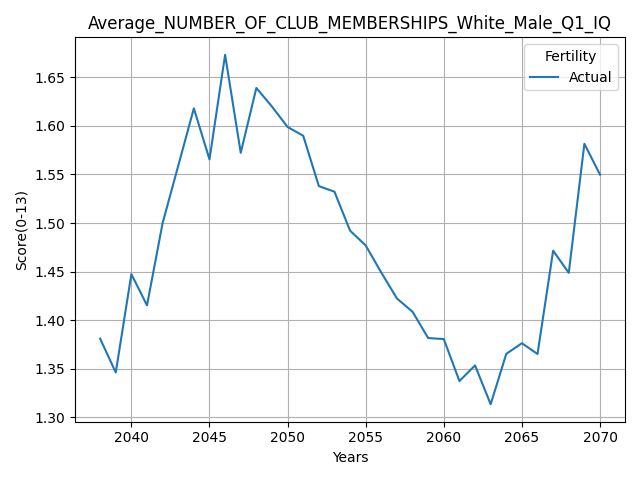 Average_NUMBER_OF_CLUB_MEMBERSHIPS_White_Male_Q1_IQ
Fertility
Actual
Score(0-13)
1.65
1.60
1.55
1.50
1.45
1.40
1.35
1.30
2040 2045 2050 2055 2060 2065 2070
Years